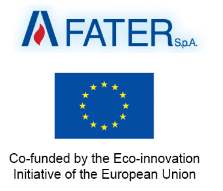 FATER S.p.A.
Co-funded by the Eco-innovation
Initiative of the European Union